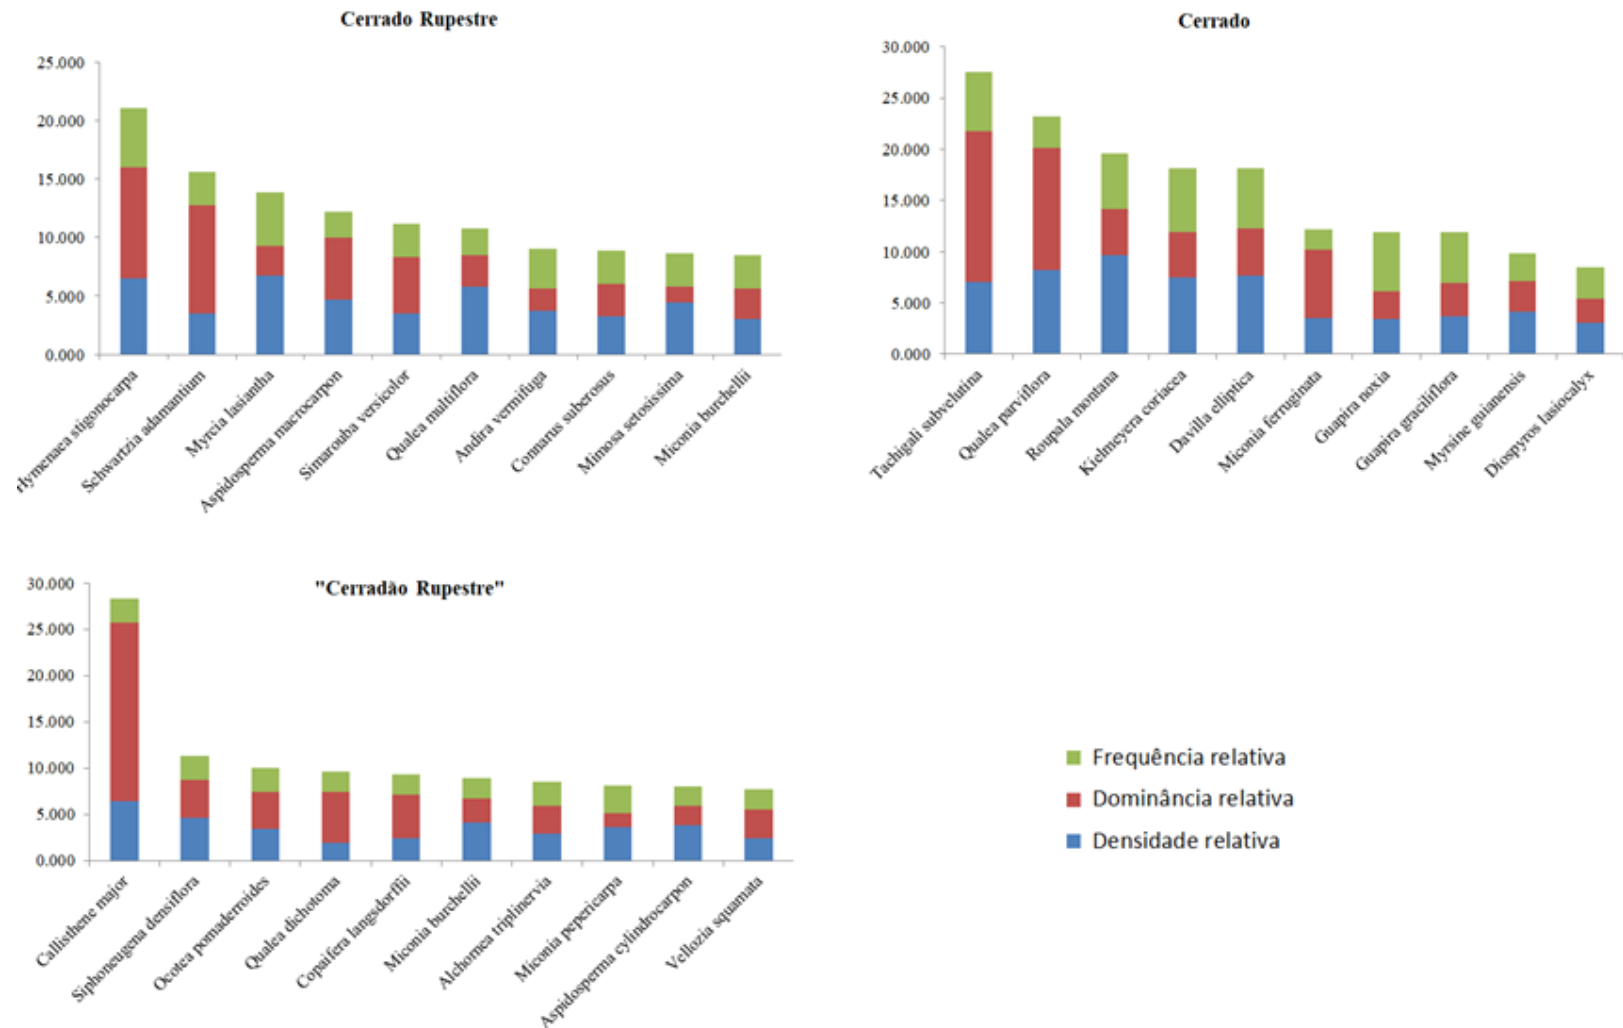 Cerrado Rupestre
25.000
20.000
15.000
10.000
5.000
0.000
Hymenaea stigonocarpa
Schwartzia adamantium
Myrcia lasiantha
Aspidosperma macrocarpon
Simarouba versicolor
Qualea multiflora
Andira vermifuga
Connarus suberosus
Mimosa setosissima
Miconia burchellii
Cerrado
30.000
25.000
20.000
15.000
10.000
5.000
0.000
Tachigali subvelutina
Qualea parviflora
Roupala montana
Kielmeyera coriacea
Davilla elliptica
Miconia ferruginata
Guapira noxia
Guapira graciliflora
Myrsine guianensis
Diospyros lasiocalyx
"Cerradão Rupestre"
30.000
25.000
20.000
15.000
10.000
5.000
0.000
Callisthene major
Siphoneugena densiflora
Ocotea pomaderroides
Qualea dichotoma
Copaifera langsdorffii
Miconia burchellii
Alchornea triplinervia
Miconia pepericarpa
Aspidosperma cylindrocarpon
Vellozia squamata
Frequência relativa
Dominância relativa
Densidade relativa